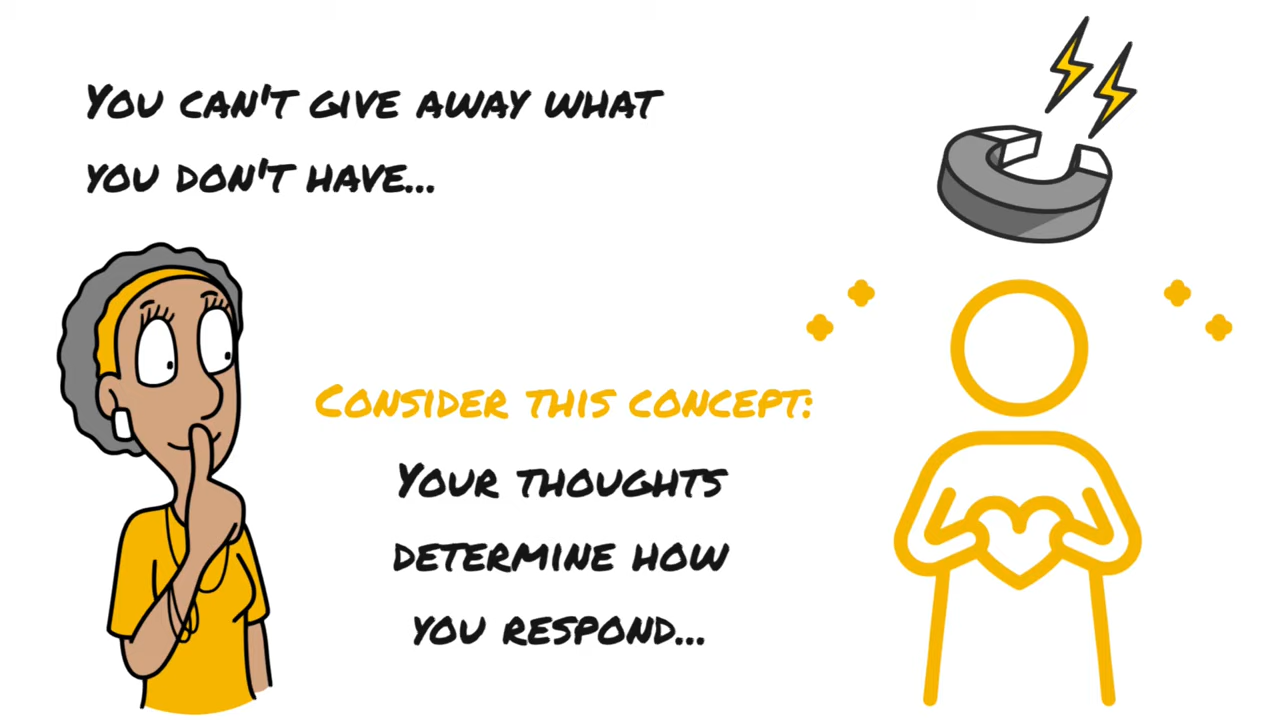 You can't give away what
you don't have...
Consider this concept:
Your thoughts
determine how
you respond...